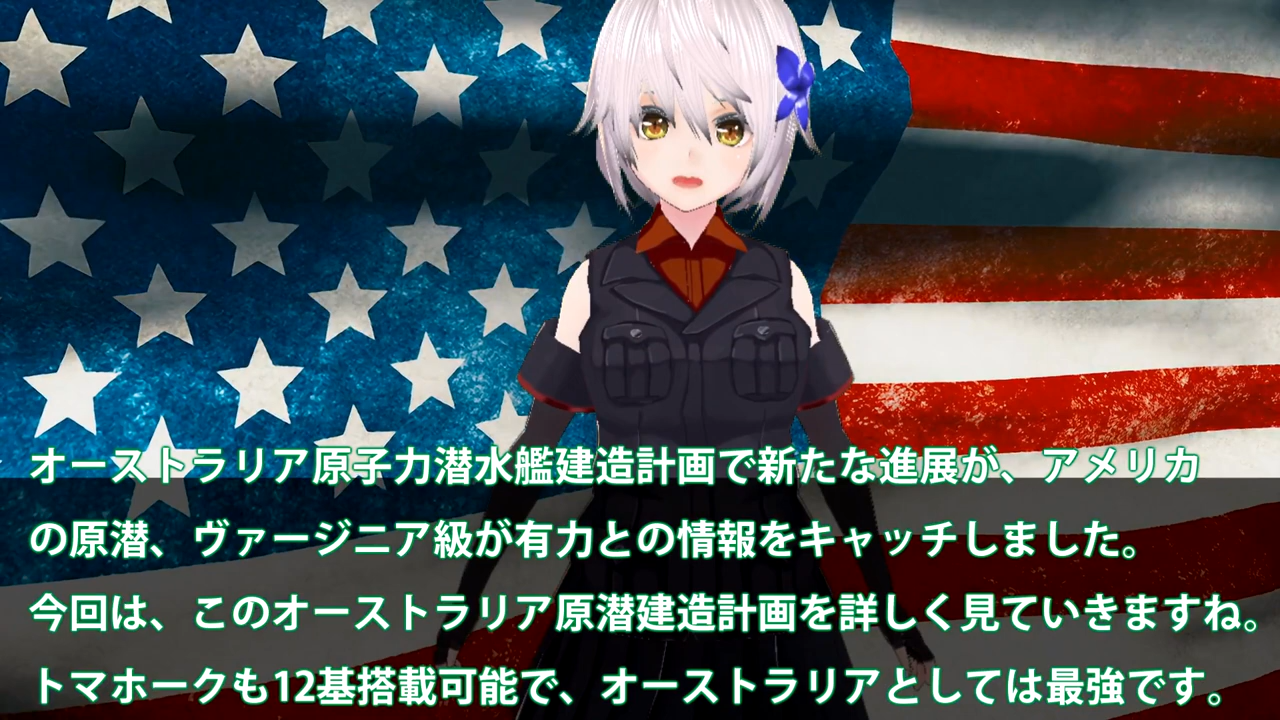 オーストラリア原子力潜水艦建造計画で新たな進展が、アメリカ
の原潜、ヴァージニア級が有力との情報をキャッチしました。
今回は、このオーストラリア原潜建造計画を詳しく見ていきますね。
トマホークも12基搭載可能で、オーストラリアとしては最強です。